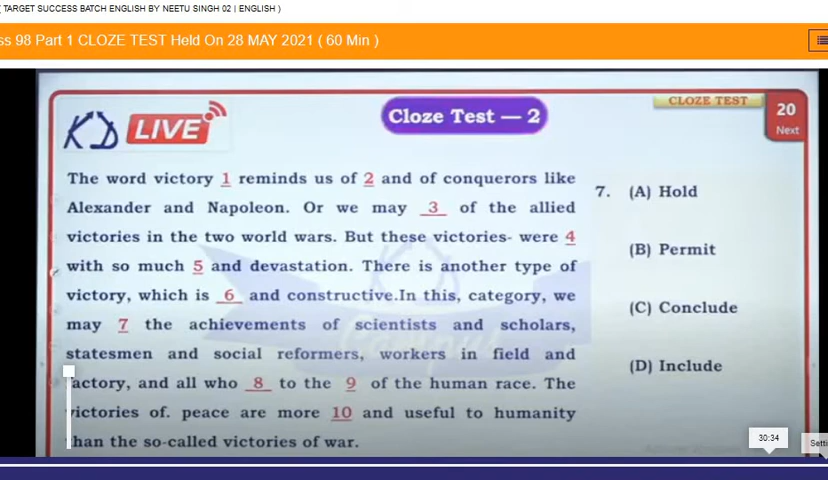 ( TARGET SUCCESS BATCH ENGLISH BY NEETU SINGH 02 | ENGLISH )
ss 98 Part 1 CLOZE TEST Held On 28 MAY 2021 ( 60 Min )
KD LIVE
Cloze Test — 2
CLOZE TEST
20
Next
The word victory 1 reminds us of 2 and of conquerors like
Alexander and Napoleon. Or we may 3 of the allied
victories in the two world wars. But these victories- were 4
with so much 5 and devastation. There is another type of
victory, which is 6 and constructive.In this, category, we
may 7 the achievements of scientists and scholars,
statesmen and social reformers, workers in field and
factory, and all who 8 to the 9 of the human race. The
victories of. peace are more 10 and useful to humanity
than the so-called victories of war.
7. (A) Hold
(B) Permit
(C) Conclude
(D) Include
30:34
Setti